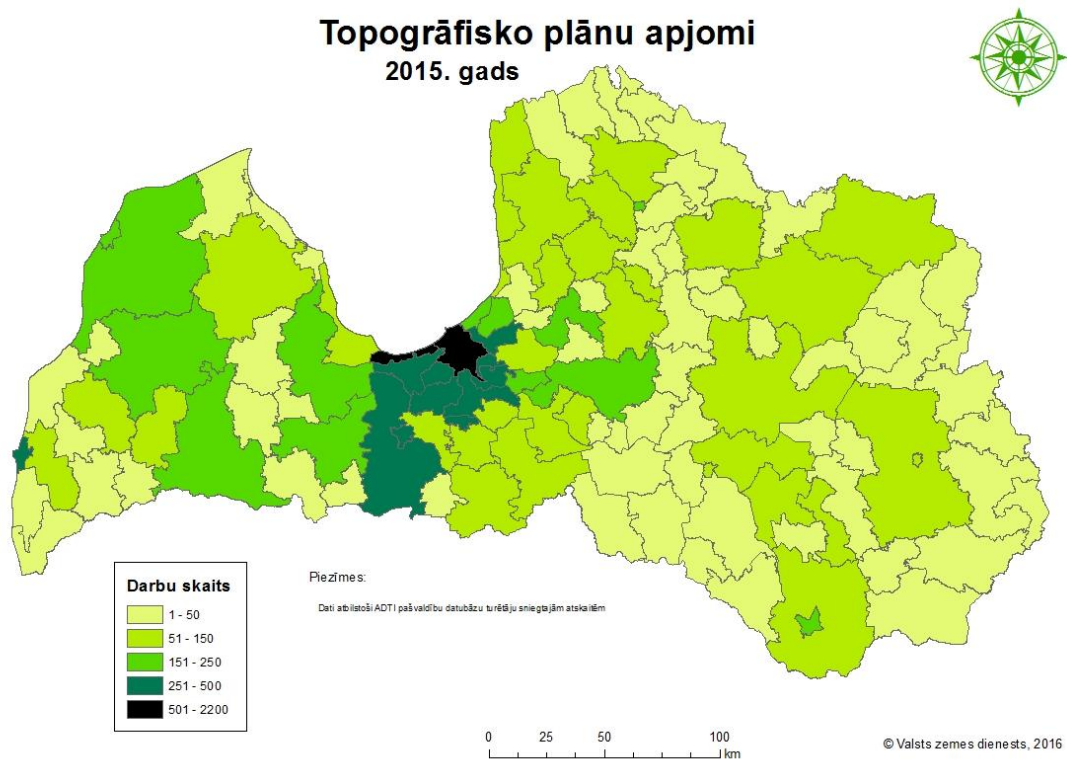 Topogrāfisko plānu apjomi
2015. gads
Darbu skaits
1 - 50
51 - 150
151 - 250
251 - 500
501 - 2200
Piezīmes:
Dati atbilstoši ADTI pašvaldību datubāzu turētāju sniegtajām atskaitēm
0 25 50 100
km
© Valsts zemes dienests, 2016